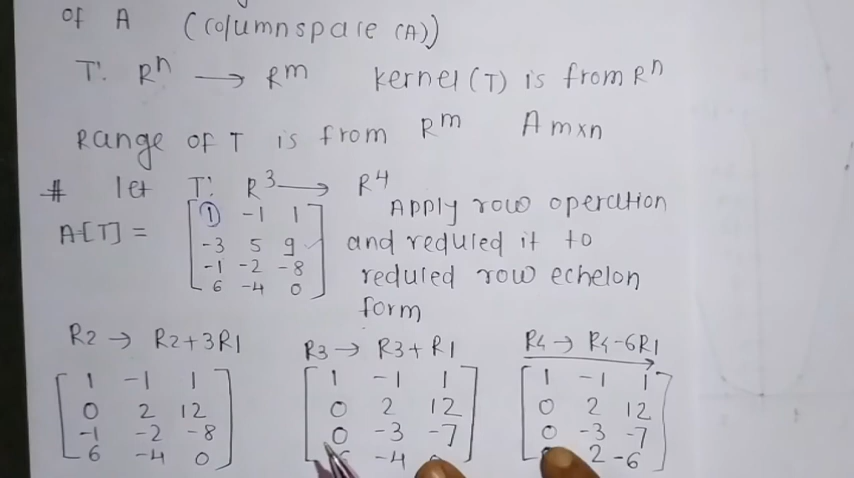 of A (columnspace (A))
T: Rⁿ → Rᵐ kernel (T) is from Rⁿ
Range of T is from Rᵐ A m×n
# let T: R³ → R⁴
A=[T] = [ 1 -1 1
-3 5 9
-1 -2 -8
6 -4 0 ]
Apply row operation
and reduced it to
reduced row echelon
form
R2 → R2+3R1
[ 1 -1 1
0 2 12
-1 -2 -8
6 -4 0 ]
R3 → R3+R1
[ 1 -1 1
0 2 12
0 -3 -7
-4 ]
R4 → R4-6R1
[ 1 -1 1
0 2 12
0 -3 -7
2 -6 ]